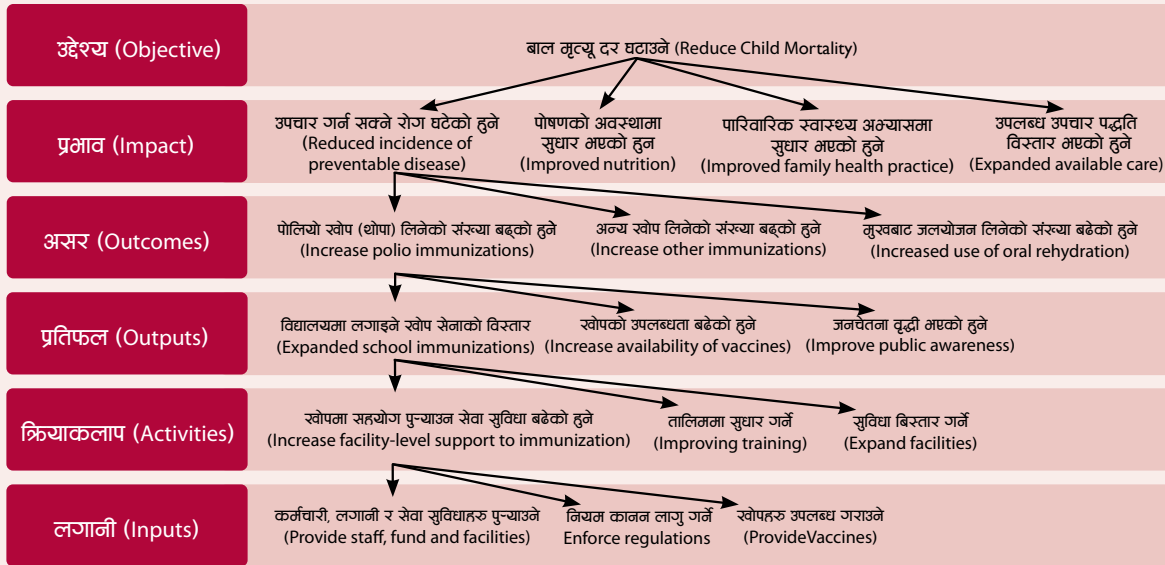 उद्देश्य (Objective)
बाल मृत्यू दर घटाउने (Reduce Child Mortality)
प्रभाव (Impact)
उपचार गर्न सक्ने रोग घटेको हुने
(Reduced incidence of
preventable disease)
पोषणको अवस्थामा
सुधार भएको हुन
(Improved nutrition)
पारिवारिक स्वास्थ्य अभ्यासमा
सुधार भएको हुने
(Improved family health practice)
उपलब्ध उपचार पद्धति
विस्तार भएको हुने
(Expanded available care)
असर (Outcomes)
पोलियो खोप (थोपा) लिनेको संख्या बढ्को हुने
(Increase polio immunizations)
अन्य खोप लिनेको संख्या बढ्को हुने
(Increase other immunizations)
मुखबाट जलयोजन लिनेको संख्या बढेको हुने
(Increased use of oral rehydration)
प्रतिफल (Outputs)
विद्यालयमा लगाइने खोप सेनाको विस्तार
(Expanded school immunizations)
खोपको उपलब्धता बढेको हुने
(Increase availability of vaccines)
जनचेतना वृद्धी भएको हुने
(Improve public awareness)
क्रियाकलाप (Activities)
खोपमा सहयोग पुऱ्याउन सेवा सुविधा बढेको हुने
(Increase facility-level support to immunization)
तालिममा सुधार गर्ने
(Improving training)
सुविधा बिस्तार गर्ने
(Expand facilities)
लगानी (Inputs)
कर्मचारी, लगानी र सेवा सुविधाहरु पुऱ्याउने
(Provide staff, fund and facilities)
नियम कानन लागु गर्ने
Enforce regulations
खोपहरु उपलब्ध गराउने
(ProvideVaccines)